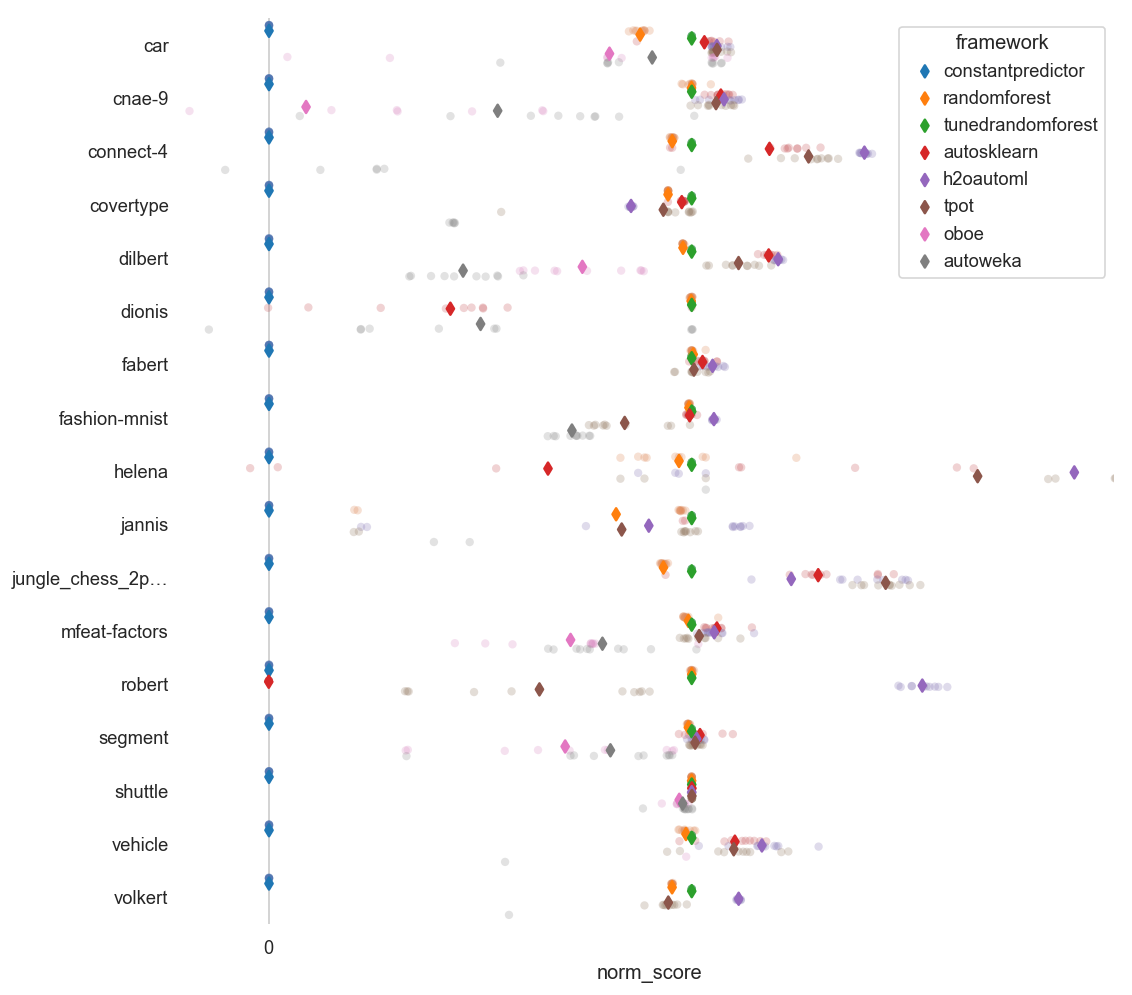 car
cnae-9
connect-4
covertype
dilbert
dionis
fabert
fashion-mnist
helena
jannis
jungle_chess_2p…
mfeat-factors
robert
segment
shuttle
vehicle
volkert
0
norm_score
framework
constantpredictor
randomforest
tunedrandomforest
autosklearn
h2oautoml
tpot
oboe
autoweka